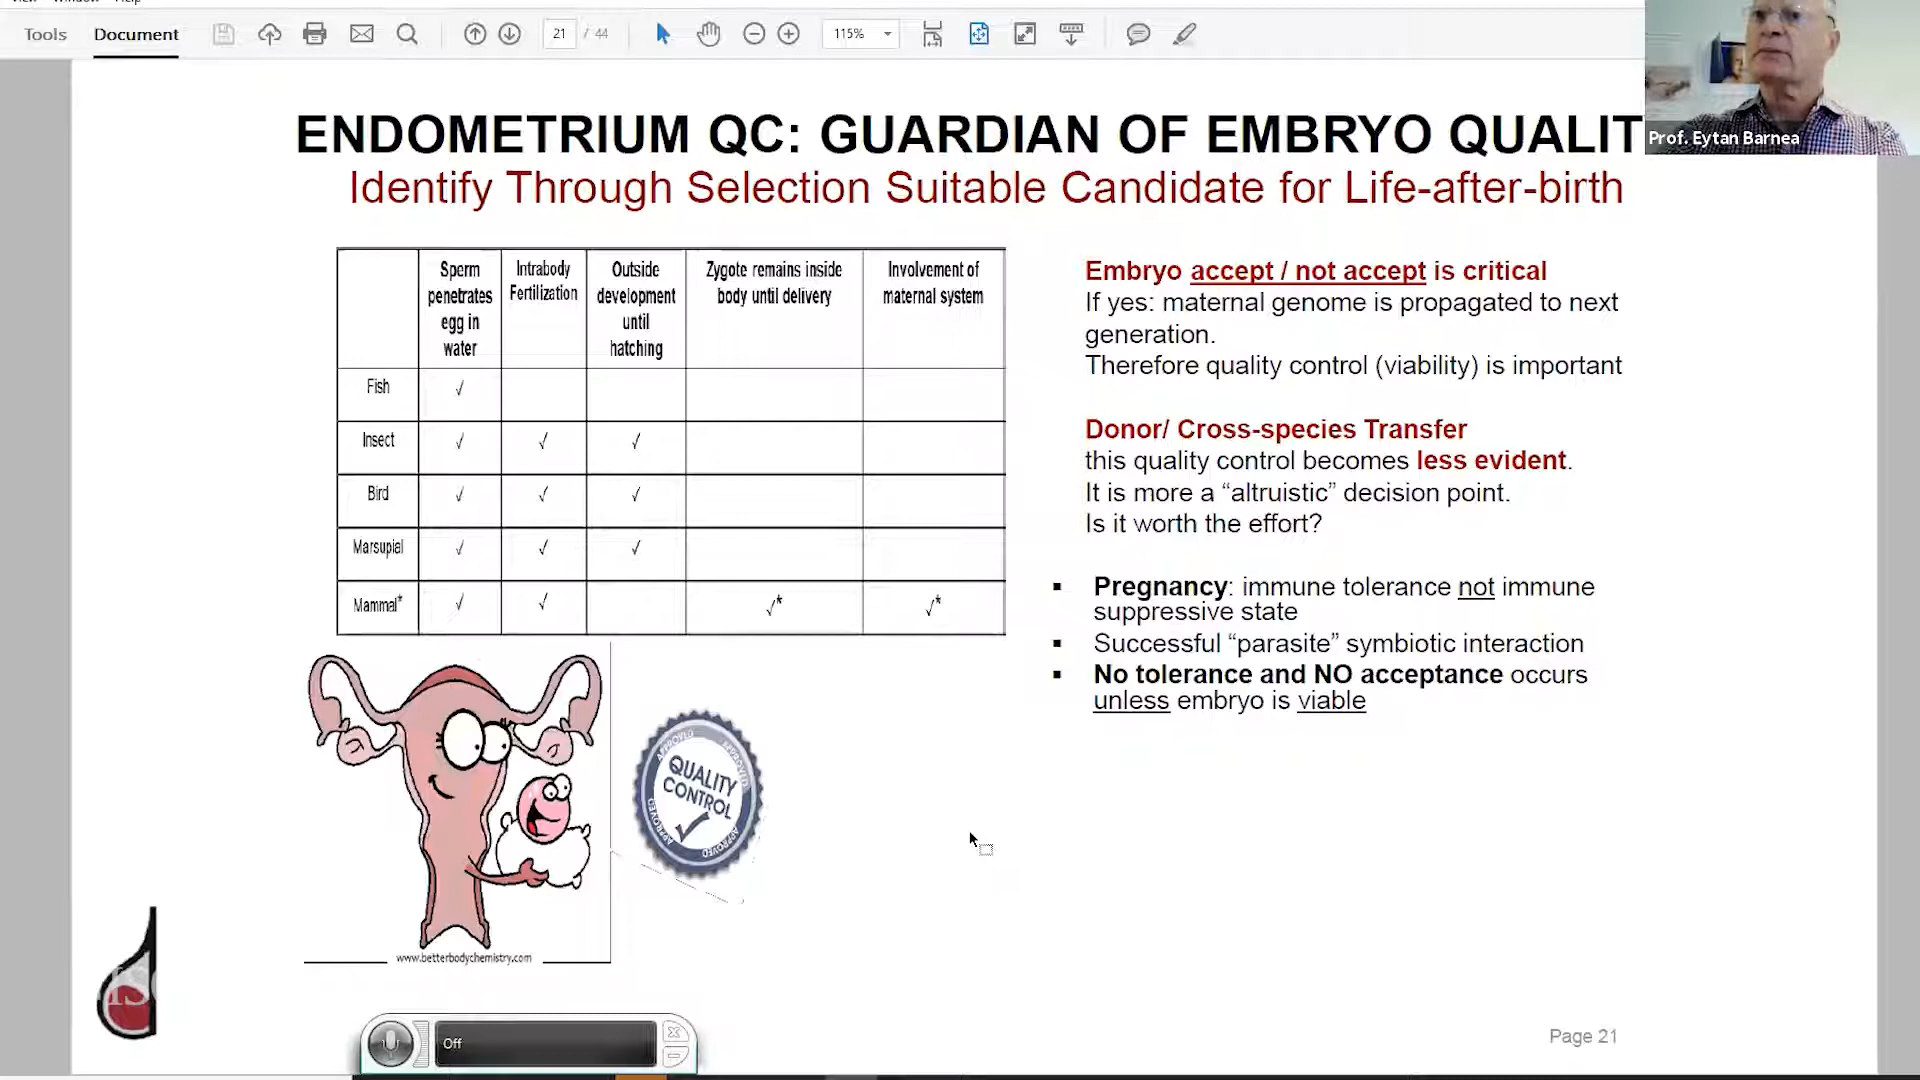 Tools
Document
21 / 44
115%
Prof. Eytan Barnea
ENDOMETRIUM QC: GUARDIAN OF EMBRYO QUALIT
Identify Through Selection Suitable Candidate for Life-after-birth
Sperm penetrates egg in water
Intrabody Fertilization
Outside development until hatching
Zygote remains inside body until delivery
Involvement of maternal system
Fish √
Insect √ √ √
Bird √ √ √
Marsupial √ √ √
Mammal* √ √ √* √*
Embryo accept / not accept is critical
If yes: maternal genome is propagated to next
generation.
Therefore quality control (viability) is important
Donor/ Cross-species Transfer
this quality control becomes less evident.
It is more a “altruistic” decision point.
Is it worth the effort?
▪ Pregnancy: immune tolerance not immune
suppressive state
▪ Successful “parasite” symbiotic interaction
▪ No tolerance and NO acceptance occurs
unless embryo is viable
APPROVED
APPROVED
QUALITY
CONTROL
APPROVED
APPROVED
APPROVED
www.betterbodychemistry.com
Off
Page 21